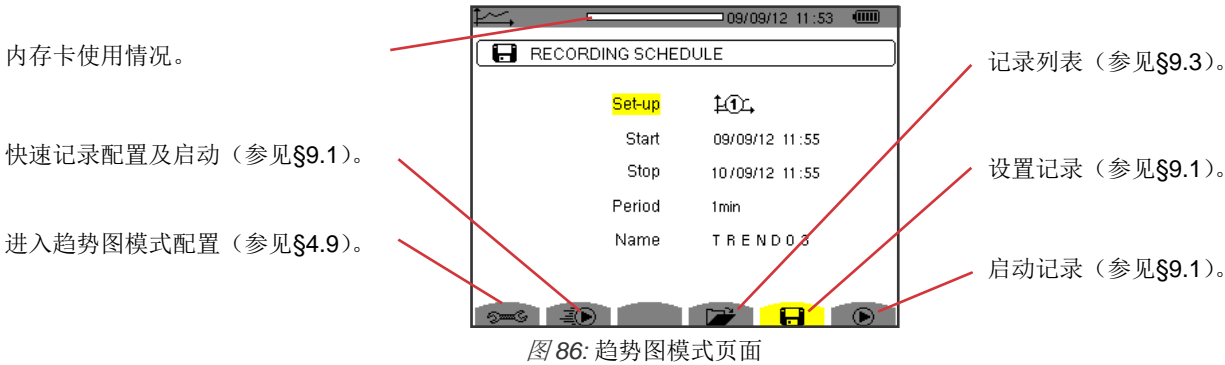 09/09/12 11:53
内存卡使用情况。
RECORDING SCHEDULE
记录列表（参见§9.3）。
Set-up 1
Start 09/09/12 11:55
快速记录配置及启动（参见§9.1）。
Stop 10/09/12 11:55
设置记录（参见§9.1）。
Period 1min
进入趋势图模式配置（参见§4.9）。
Name TREND03
启动记录（参见§9.1）。
图 86: 趋势图模式页面